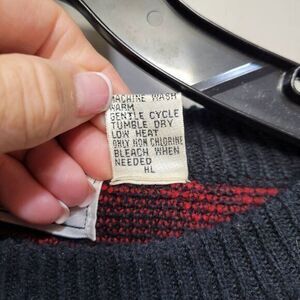 MACHINE WASH
WARM
GENTLE CYCLE
TUMBLE DRY
LOW HEAT
ONLY NON CHLORINE
BLEACH WHEN
NEEDED
HL